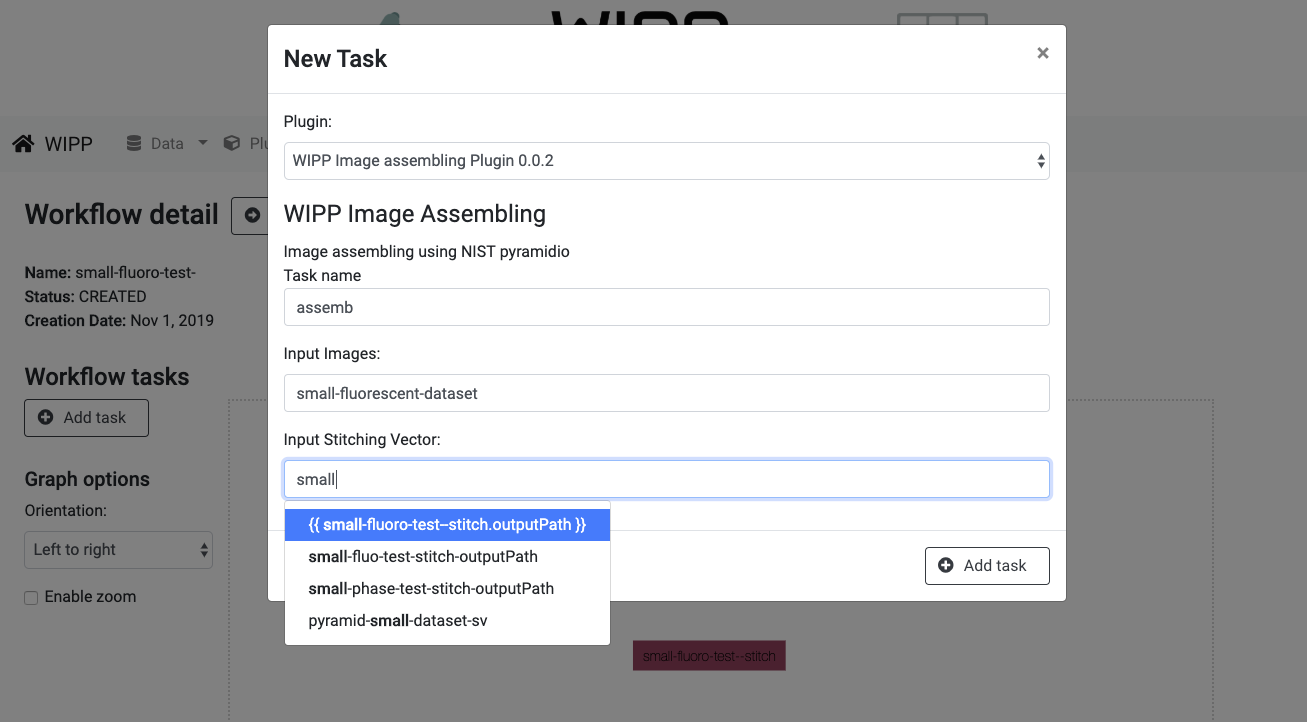 WIPP
New Task
×
Plugin:
WIPP Image assembling Plugin 0.0.2
WIPP
Data
Plu
WIPP Image Assembling
Workflow detail
Image assembling using NIST pyramidio
Task name
assemb
Name: small-fluoro-test-
Status: CREATED
Creation Date: Nov 1, 2019
Input Images:
small-fluorescent-dataset
Workflow tasks
Add task
Input Stitching Vector:
small
Graph options
Orientation:
Left to right
Enable zoom
{{ small-fluoro-test--stitch.outputPath }}
small-fluo-test-stitch-outputPath
small-phase-test-stitch-outputPath
pyramid-small-dataset-sv
Add task
small-fluoro-test--stitch